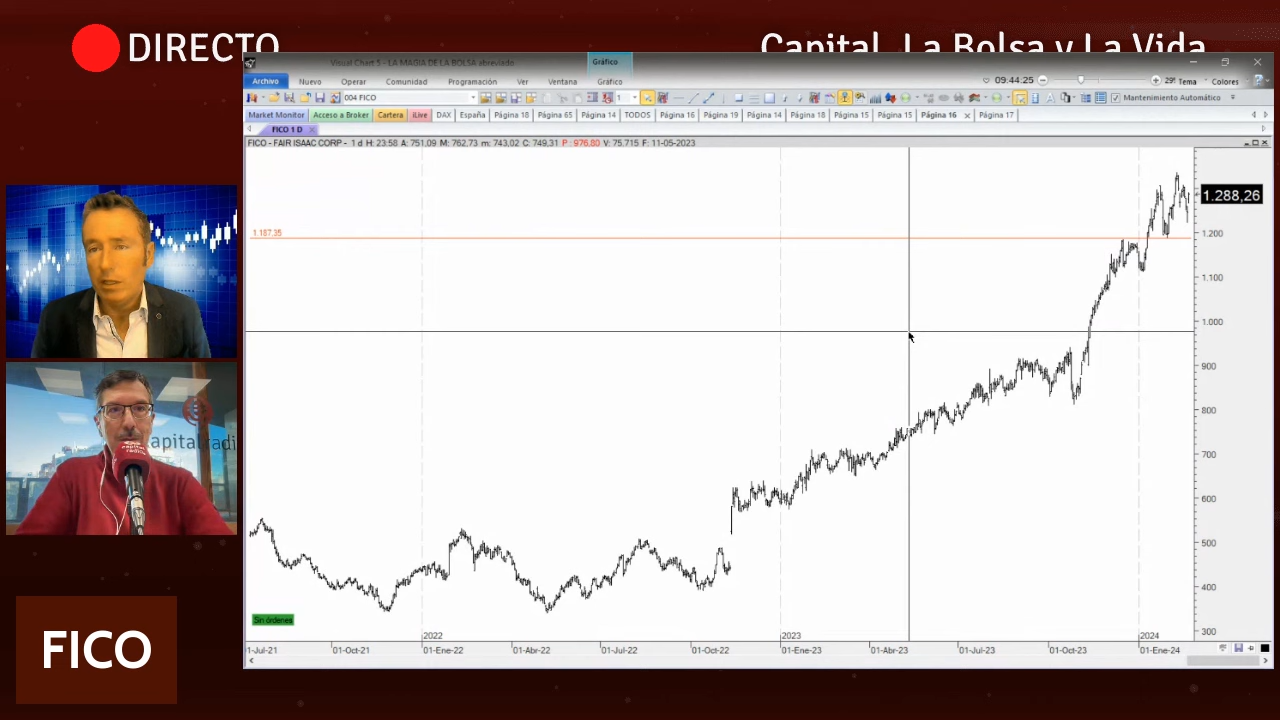 DIRECTO
Capital, La Bolsa y La Vida
Visual Chart 5 - LA MAGIA DE LA BOLSA abreviado
Gráfico
Archivo Nuevo Operar Comunidad Programación Ver Ventana Gráfico
09:44:25
29º Tema Colores
004 FICO
1
Mantenimiento Automático
Market Monitor Acceso a Broker Cartera iLive DAX España Página 18 Página 65 Página 14 TODOS Página 16 Página 19 Página 14 Página 18 Página 15 Página 15 Página 16 x Página 17
FICO 1 D
FICO - FAIR ISAAC CORP - 1 d H: 23:58 A: 751,09 M: 762,73 m: 743,02 C: 749,31 P: 976,80 V: 75.715 F: 11-05-2023
1.288,26
1.187,35
1.200
1.100
1.000
900
800
700
600
500
400
300
Sin órdenes
2022
2023
2024
01-Oct-21
01-Ene-22
01-Abr-22
01-Jul-22
01-Oct-22
01-Ene-23
01-Abr-23
01-Jul-23
01-Oct-23
01-Ene-24
capital radio
FICO